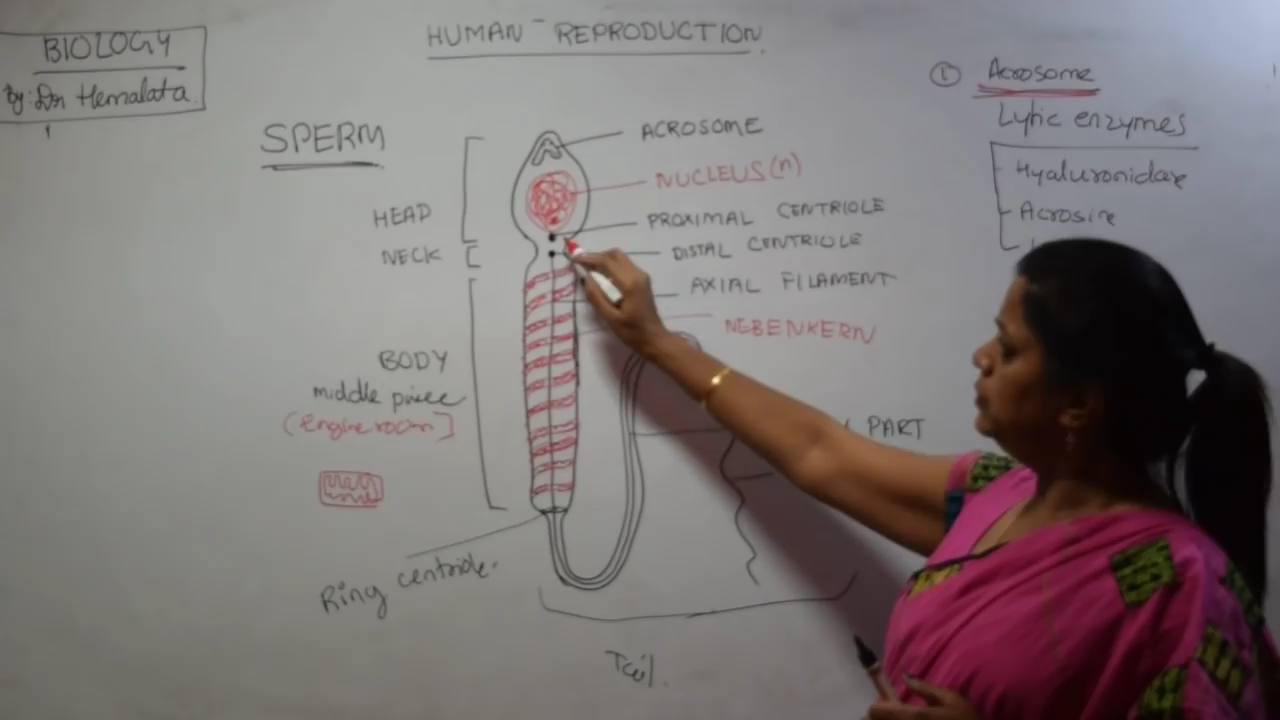 BIOLOGY
By: Dr Hemalata
HUMAN - REPRODUCTION
SPERM
HEAD
NECK
BODY
middle piece
(Engine room]
Ring centriole.
ACROSOME
NUCLEUS (n)
PROXIMAL CENTRIOLE
DISTAL CENTRIOLE
AXIAL FILAMENT
NEBENKERN
PART
Tail.
① Acrosome
Lytic enzymes
Hyaluronidase
Acrosin